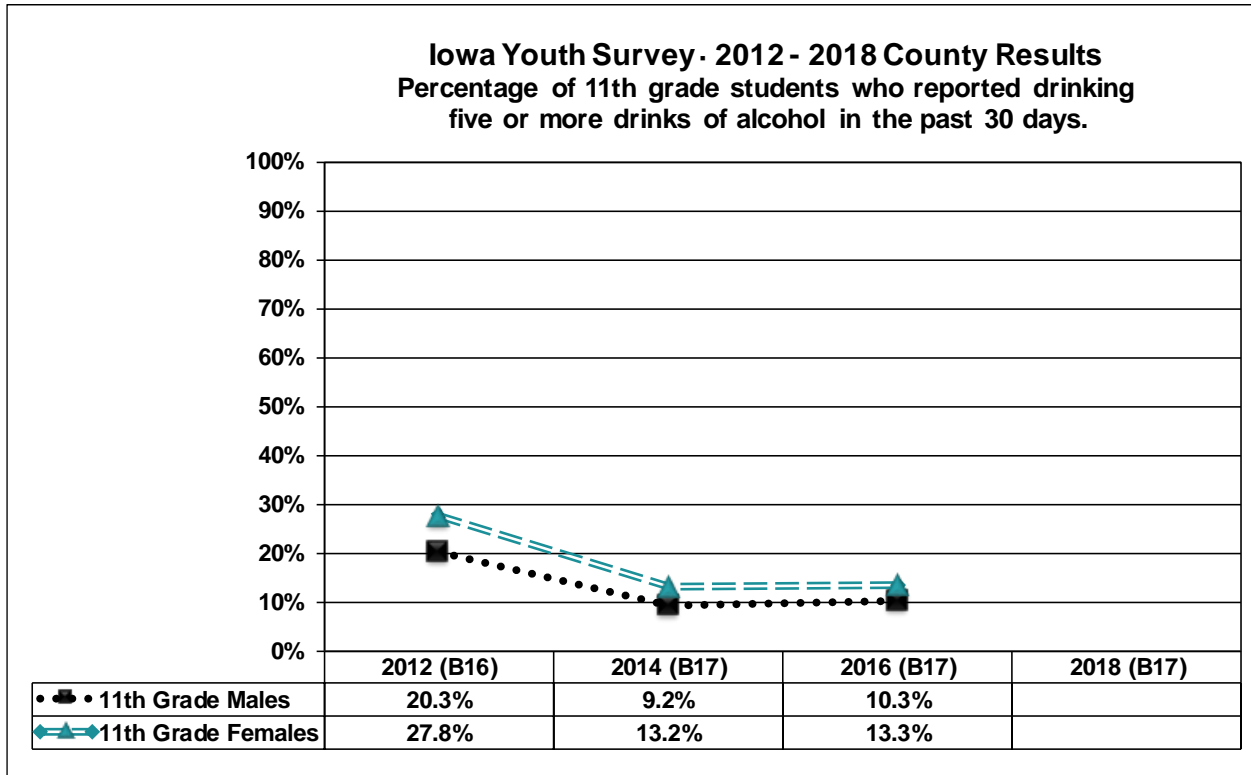 Iowa Youth Survey · 2012 - 2018 County Results
Percentage of 11th grade students who reported drinking
five or more drinks of alcohol in the past 30 days.
100%
90%
80%
70%
60%
50%
40%
30%
20%
10%
0%
2012 (B16) 2014 (B17) 2016 (B17) 2018 (B17)
11th Grade Males 20.3% 9.2% 10.3%
11th Grade Females 27.8% 13.2% 13.3%